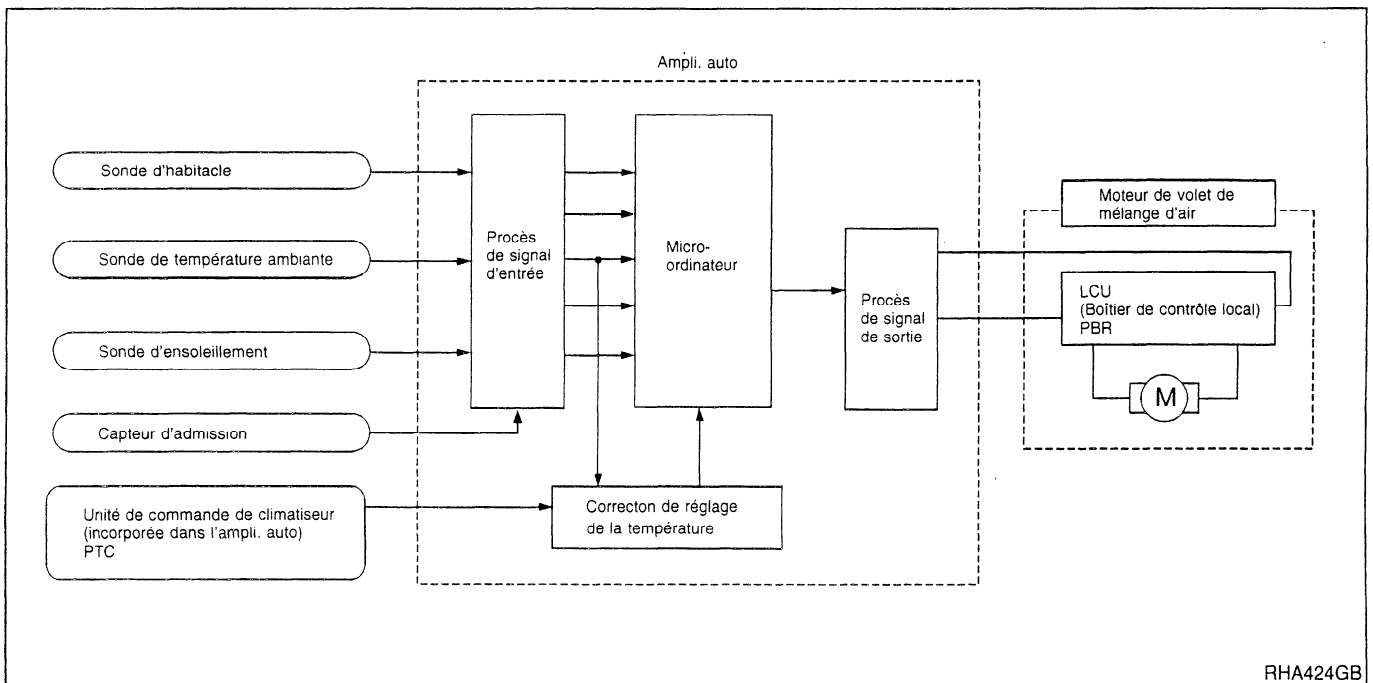 Ampli. auto
Sonde d'habitacle
Sonde de température ambiante
Sonde d'ensoleillement
Capteur d'admission
Unité de commande de climatiseur
(incorporée dans l'ampli. auto)
PTC
Procès
de signal
d'entrée
Micro-
ordinateur
Correcton de réglage
de la température
Procès
de signal
de sortie
Moteur de volet de
mélange d'air
LCU
(Boîtier de contrôle local)
PBR
M
RHA424GB